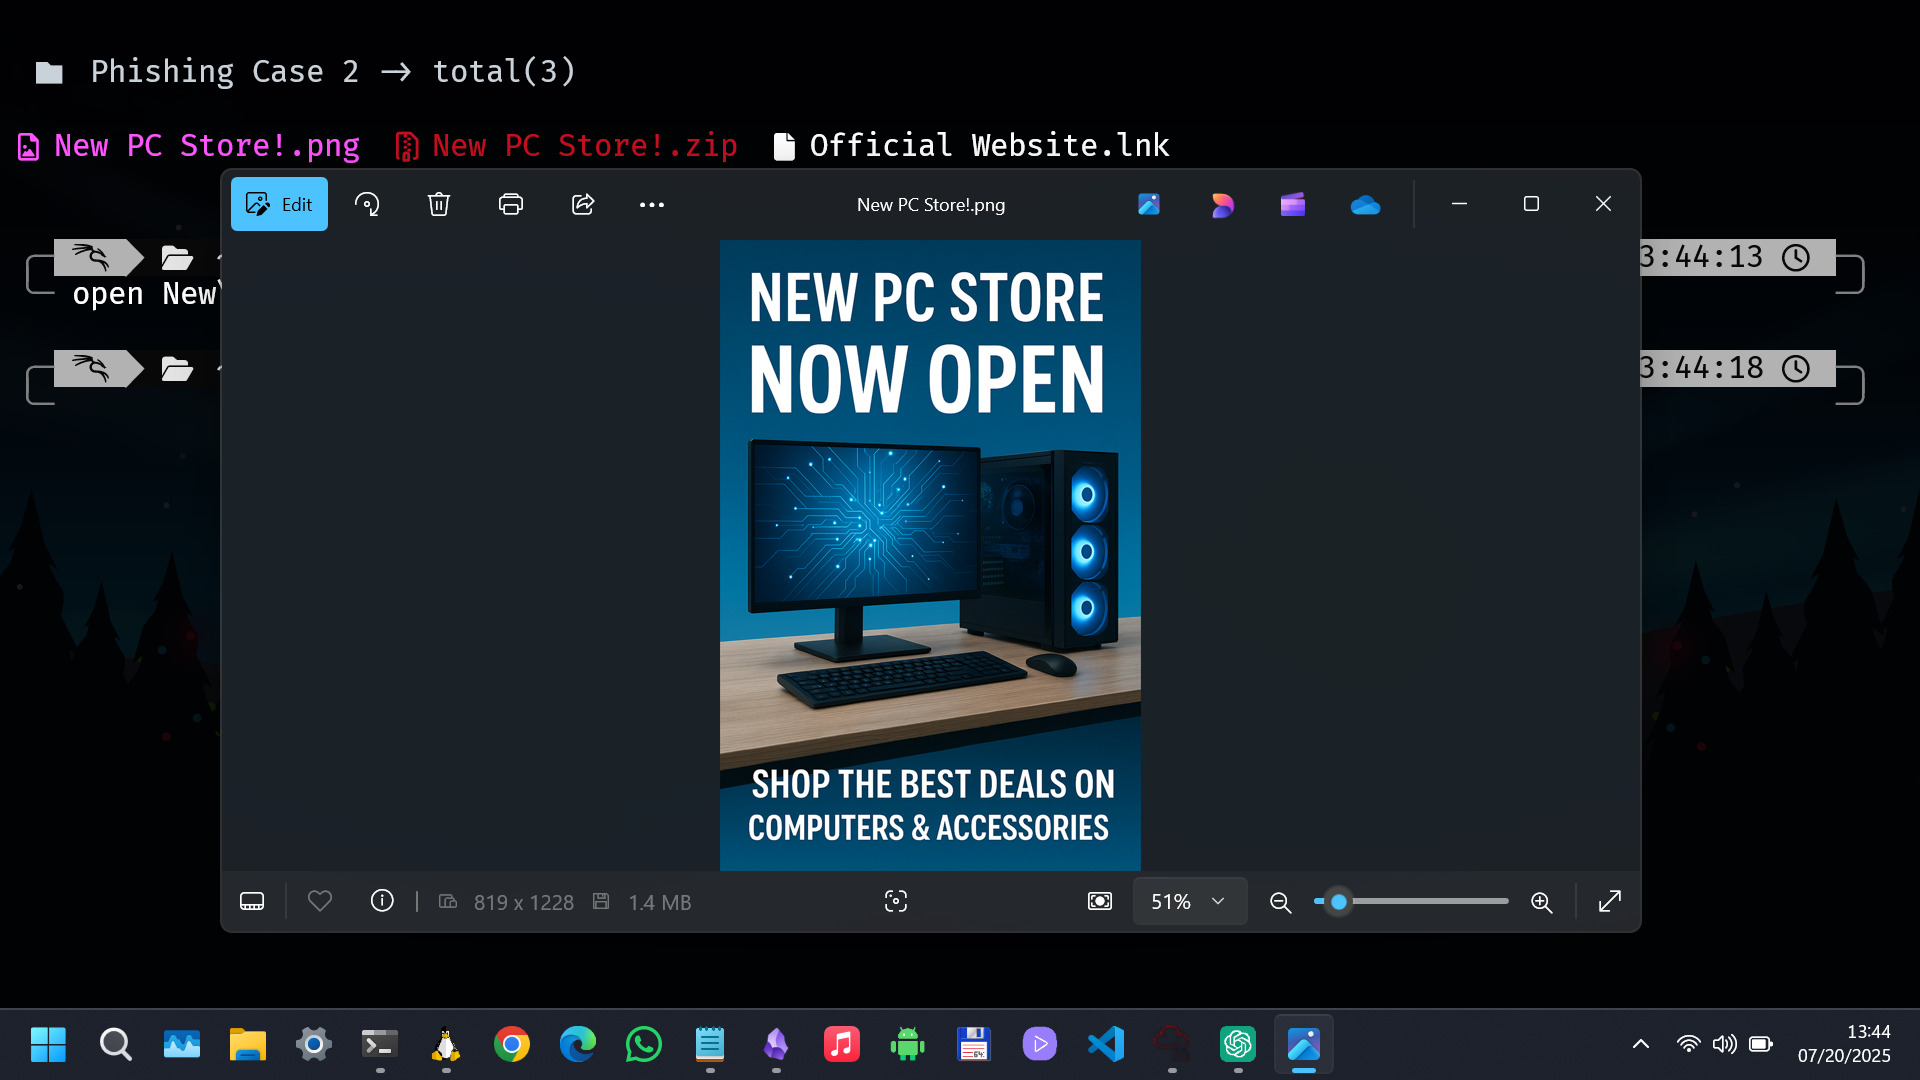 Phishing Case 2 → total(3)
New PC Store!.png New PC Store!.zip Official Website.lnk
Edit New PC Store!.png
3:44:13
open New\
NEW PC STORE
NOW OPEN
3:44:18
SHOP THE BEST DEALS ON
COMPUTERS & ACCESSORIES
819 x 1228 1.4 MB 51%
64
13:44
07/20/2025